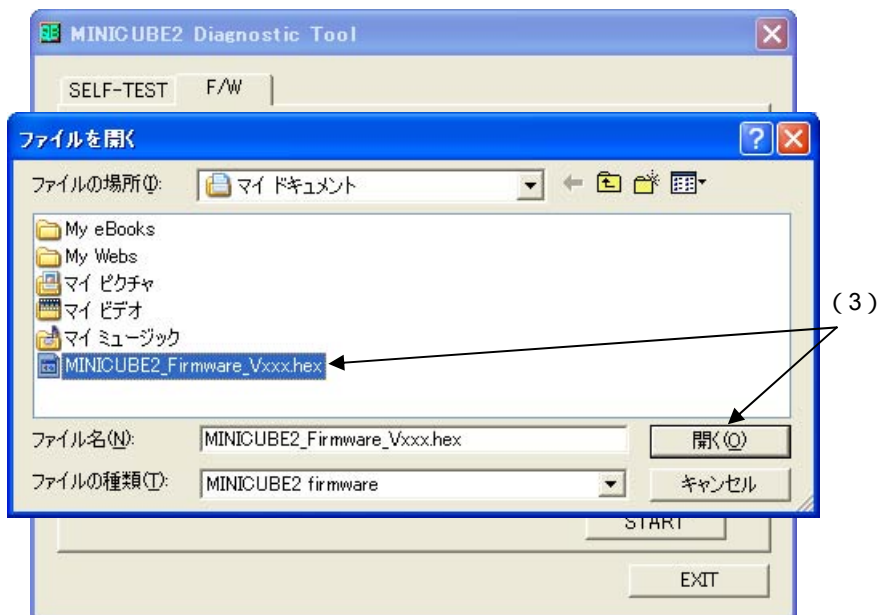 MINICUBE2 Diagnostic Tool
SELF-TEST F/W
ファイルを開く
ファイルの場所(I): マイ ドキュメント
My eBooks
My Webs
マイ ピクチャ
マイ ビデオ
マイ ミュージック
MINICUBE2_Firmware_Vxxx.hex
(3)
ファイル名(N): MINICUBE2_Firmware_Vxxx.hex 開く(O)
ファイルの種類(T): MINICUBE2 firmware キャンセル
START
EXIT